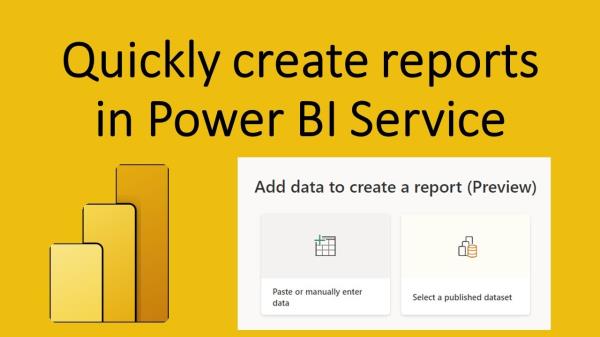 Quickly create reports
in Power BI Service
Add data to create a report (Preview)
Paste or manually enter
data
Select a published dataset